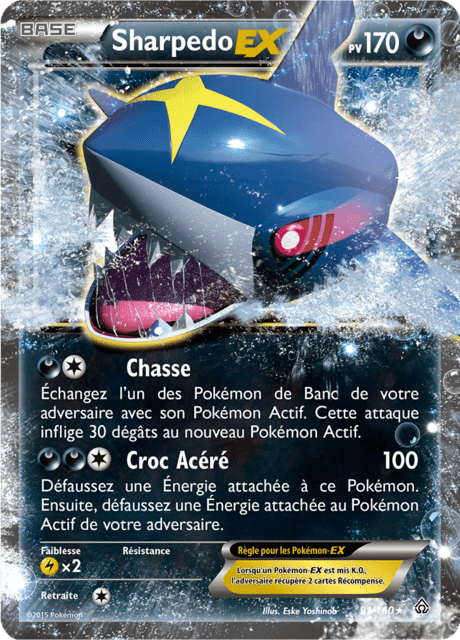 BASE
Sharpedo EX
PV 170
Chasse
Échangez l'un des Pokémon de Banc de votre
adversaire avec son Pokémon Actif. Cette attaque
inflige 30 dégâts au nouveau Pokémon Actif.
Croc Acéré 100
Défaussez une Énergie attachée à ce Pokémon.
Ensuite, défaussez une Énergie attachée au Pokémon
Actif de votre adversaire.
Faiblesse Résistance
×2
Retraite
Règle pour les Pokémon-EX
Lorsqu'un Pokémon-EX est mis K.O.,
l'adversaire récupère 2 cartes Récompense.
©2015 Pokémon
Illus. Eske Yoshinob
91/160